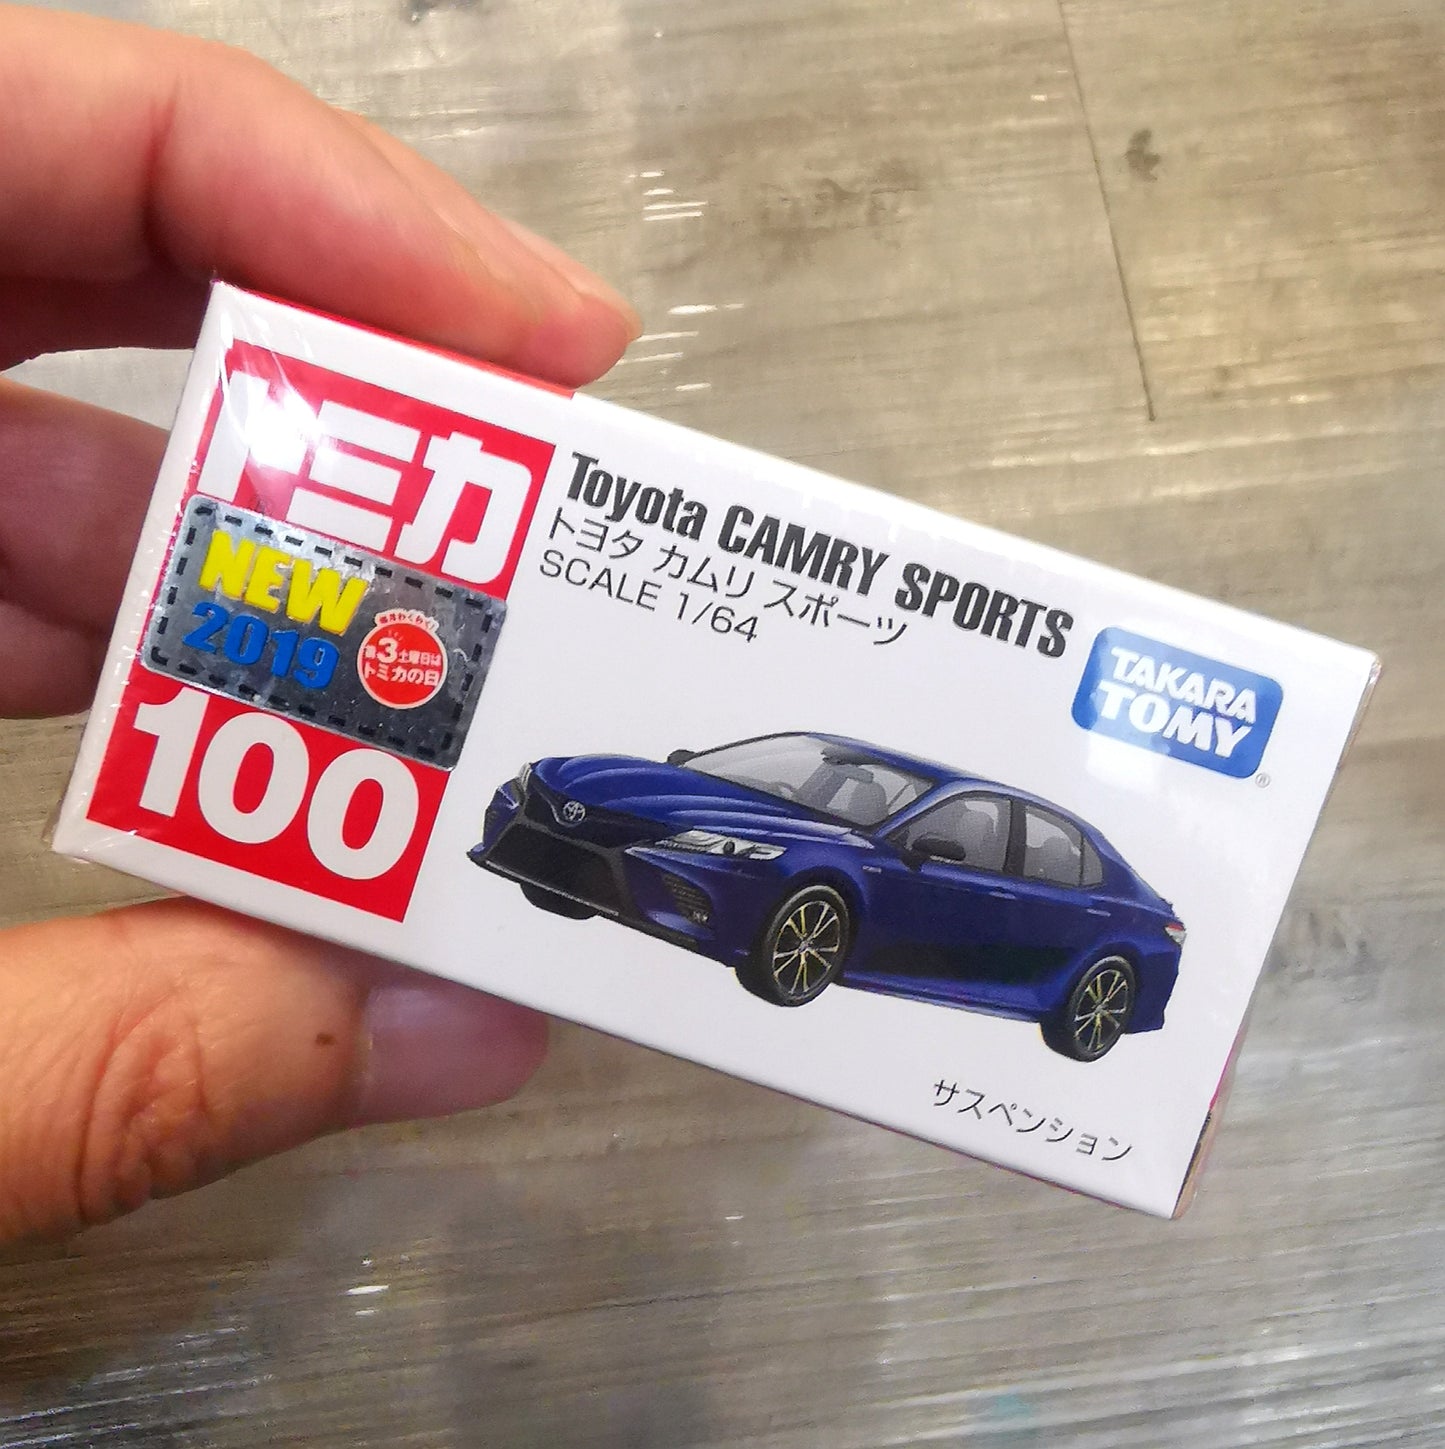 トミカ
NEW
2019
毎月わくわく!
第3土曜日は
トミカの日
100
Toyota CAMRY SPORTS
トヨタ カムリ スポーツ
SCALE 1/64
TAKARA
TOMY
®
サスペンション